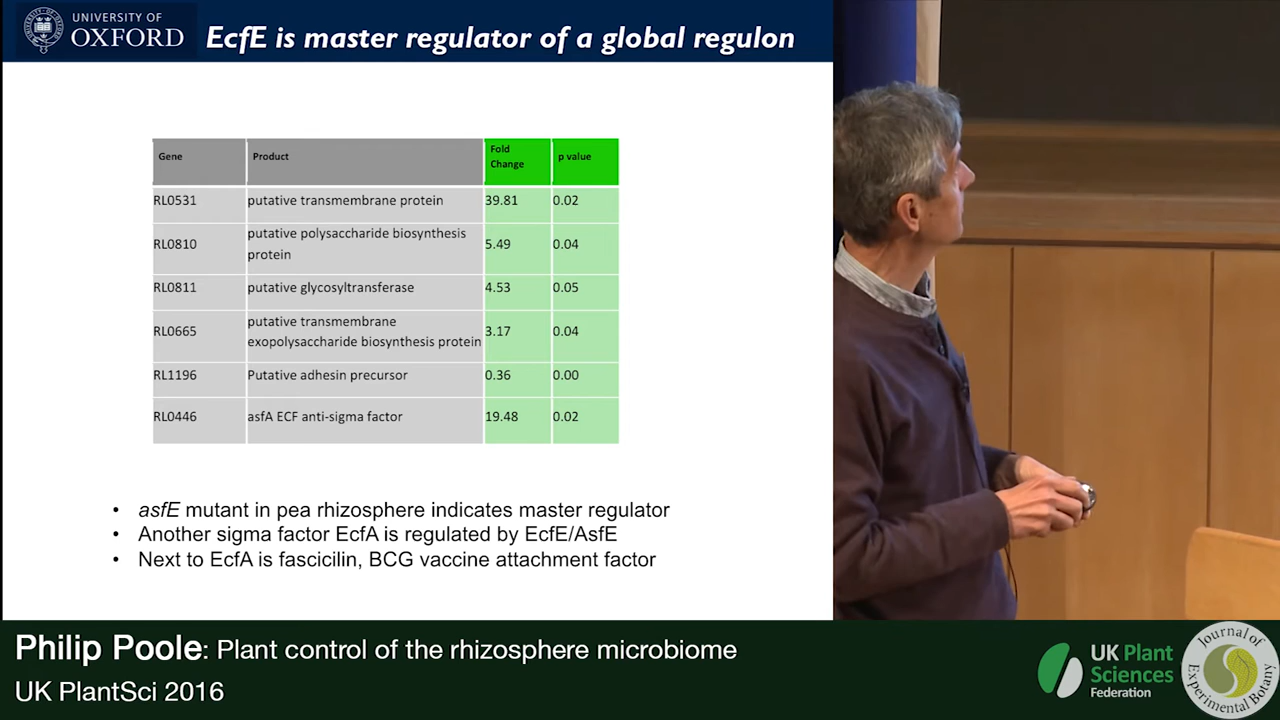 UNIVERSITY OF
OXFORD
EcfE is master regulator of a global regulon
Gene Product Fold Change p value
RL0531 putative transmembrane protein 39.81 0.02
RL0810 putative polysaccharide biosynthesis protein 5.49 0.04
RL0811 putative glycosyltransferase 4.53 0.05
RL0665 putative transmembrane exopolysaccharide biosynthesis protein 3.17 0.04
RL1196 Putative adhesin precursor 0.36 0.00
RL0446 asfA ECF anti-sigma factor 19.48 0.02
• asfE mutant in pea rhizosphere indicates master regulator
• Another sigma factor EcfA is regulated by EcfE/AsfE
• Next to EcfA is fascicilin, BCG vaccine attachment factor
Philip Poole: Plant control of the rhizosphere microbiome
UK PlantSci 2016
UK Plant
Sciences
Federation
Journal of
Experimental Botany